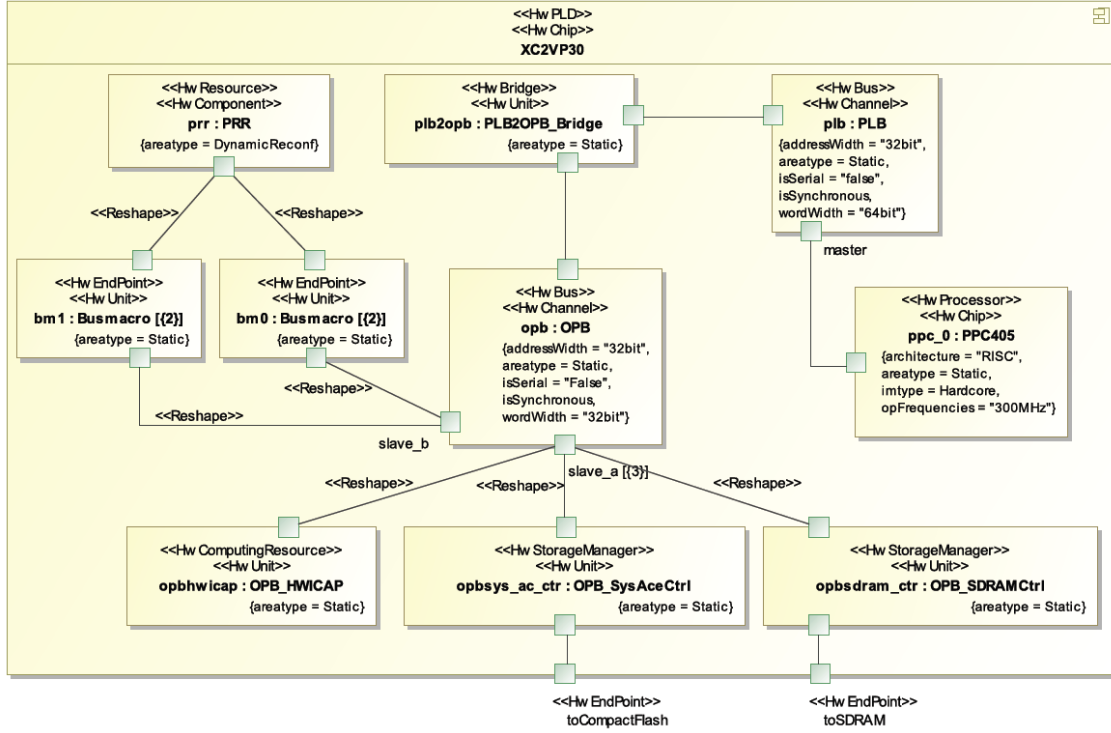 <<Hw PLD>>
<<Hw Chip>>
XC2VP30
<<Hw Resource>>
<<Hw Component>>
prr : PRR
{areatype = DynamicReconf}
<<Hw Bridge>>
<<Hw Unit>>
plb2opb : PLB2OPB_Bridge
{areatype = Static}
<<Hw Bus>>
<<Hw Channel>>
plb : PLB
{addressWidth = "32bit",
areatype = Static,
isSerial = "false",
isSynchronous,
wordWidth = "64bit"}
master
<<Reshape>>
<<Reshape>>
<<Hw EndPoint>>
<<Hw Unit>>
bm1 : Busmacro [{2}]
{areatype = Static}
<<Hw EndPoint>>
<<Hw Unit>>
bm0 : Busmacro [{2}]
{areatype = Static}
<<Hw Bus>>
<<Hw Channel>>
opb : OPB
{addressWidth = "32bit",
areatype = Static,
isSerial = "False",
isSynchronous,
wordWidth = "32bit"}
<<Hw Processor>>
<<Hw Chip>>
ppc_0 : PPC405
{architecture = "RISC",
areatype = Static,
imtype = Hardcore,
opFrequencies = "300MHz"}
<<Reshape>>
<<Reshape>>
slave_b
slave_a [{3}]
<<Reshape>>
<<Reshape>>
<<Reshape>>
<<Hw ComputingResource>>
<<Hw Unit>>
opbhwicap : OPB_HWICAP
{areatype = Static}
<<Hw StorageManager>>
<<Hw Unit>>
opbsys_ac_ctr : OPB_SysAceCtrl
{areatype = Static}
<<Hw StorageManager>>
<<Hw Unit>>
opbsdram_ctr : OPB_SDRAMCtrl
{areatype = Static}
<<Hw EndPoint>>
toCompactFlash
<<Hw EndPoint>>
toSDRAM